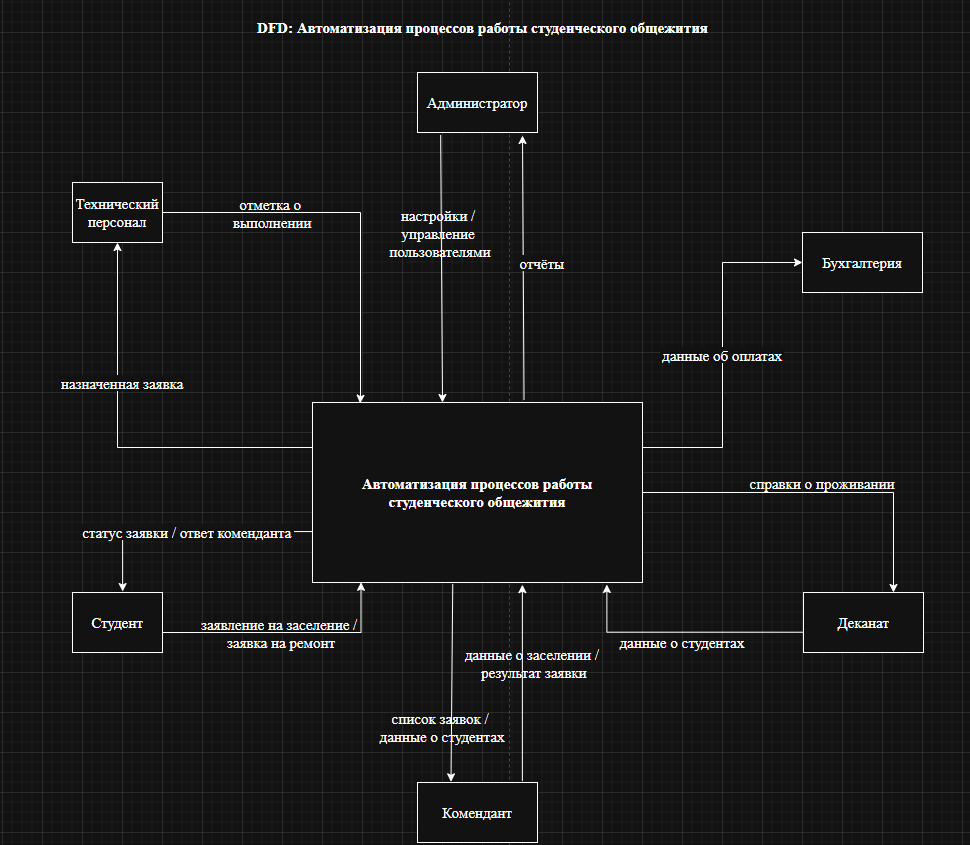 DFD: Автоматизация процессов работы студенческого общежития
Администратор
Технический
персонал
отметка о
выполнении
настройки /
управление
пользователями
отчёты
Бухгалтерия
данные об оплатах
назначенная заявка
Автоматизация процессов работы
студенческого общежития
справки о проживании
статус заявки / ответ коменданта
Студент
заявление на заселение /
заявка на ремонт
Деканат
данные о студентах
данные о заселении /
результат заявки
список заявок /
данные о студентах
Комендант